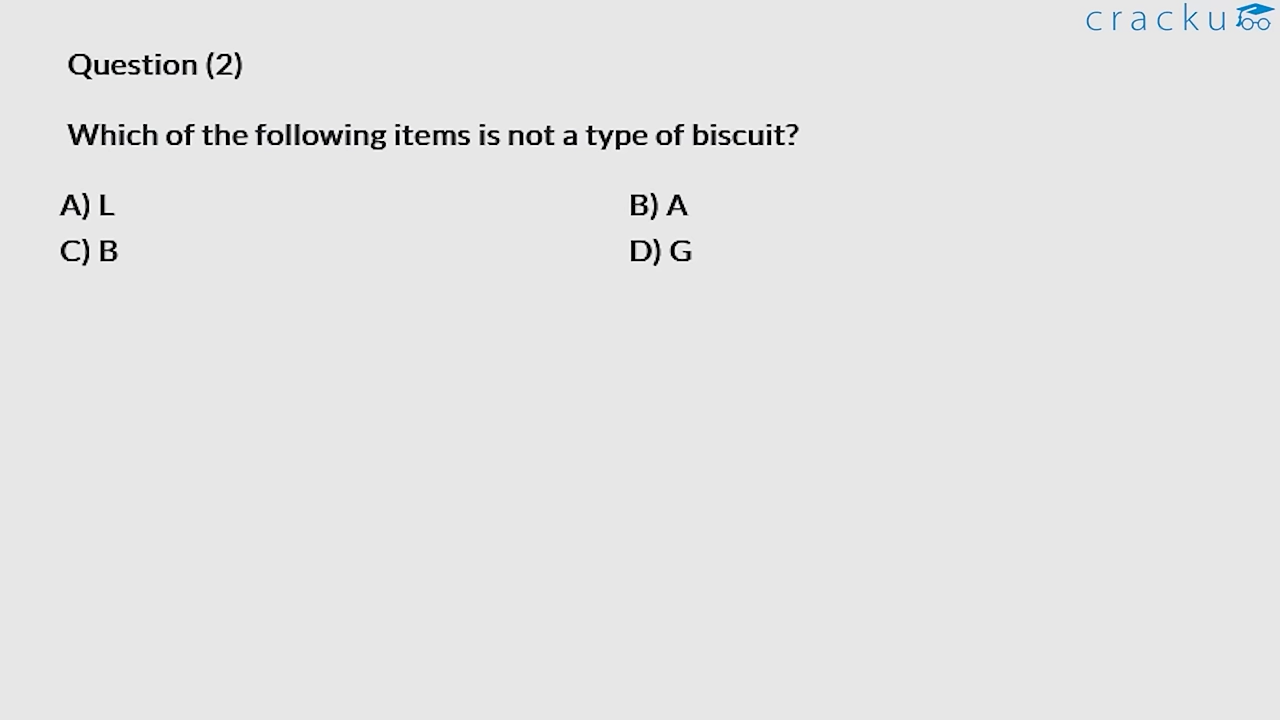 cracku
Question (2)
Which of the following items is not a type of biscuit?
A) L B) A
C) B D) G